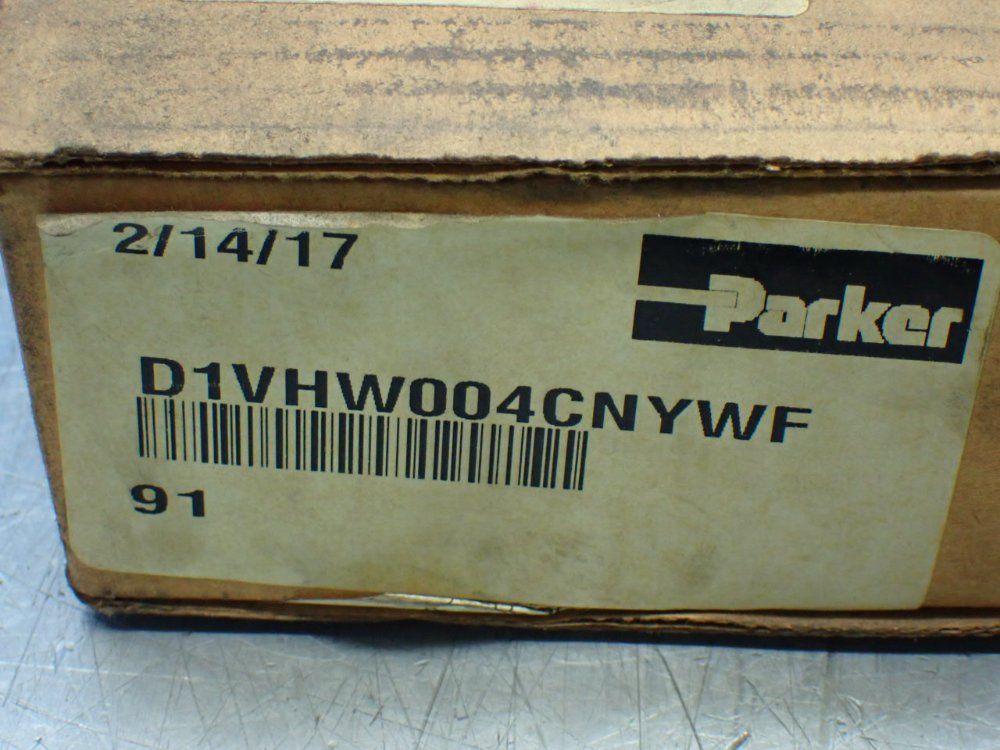 2/14/17
Parker
D1VHW004CNYWF
91